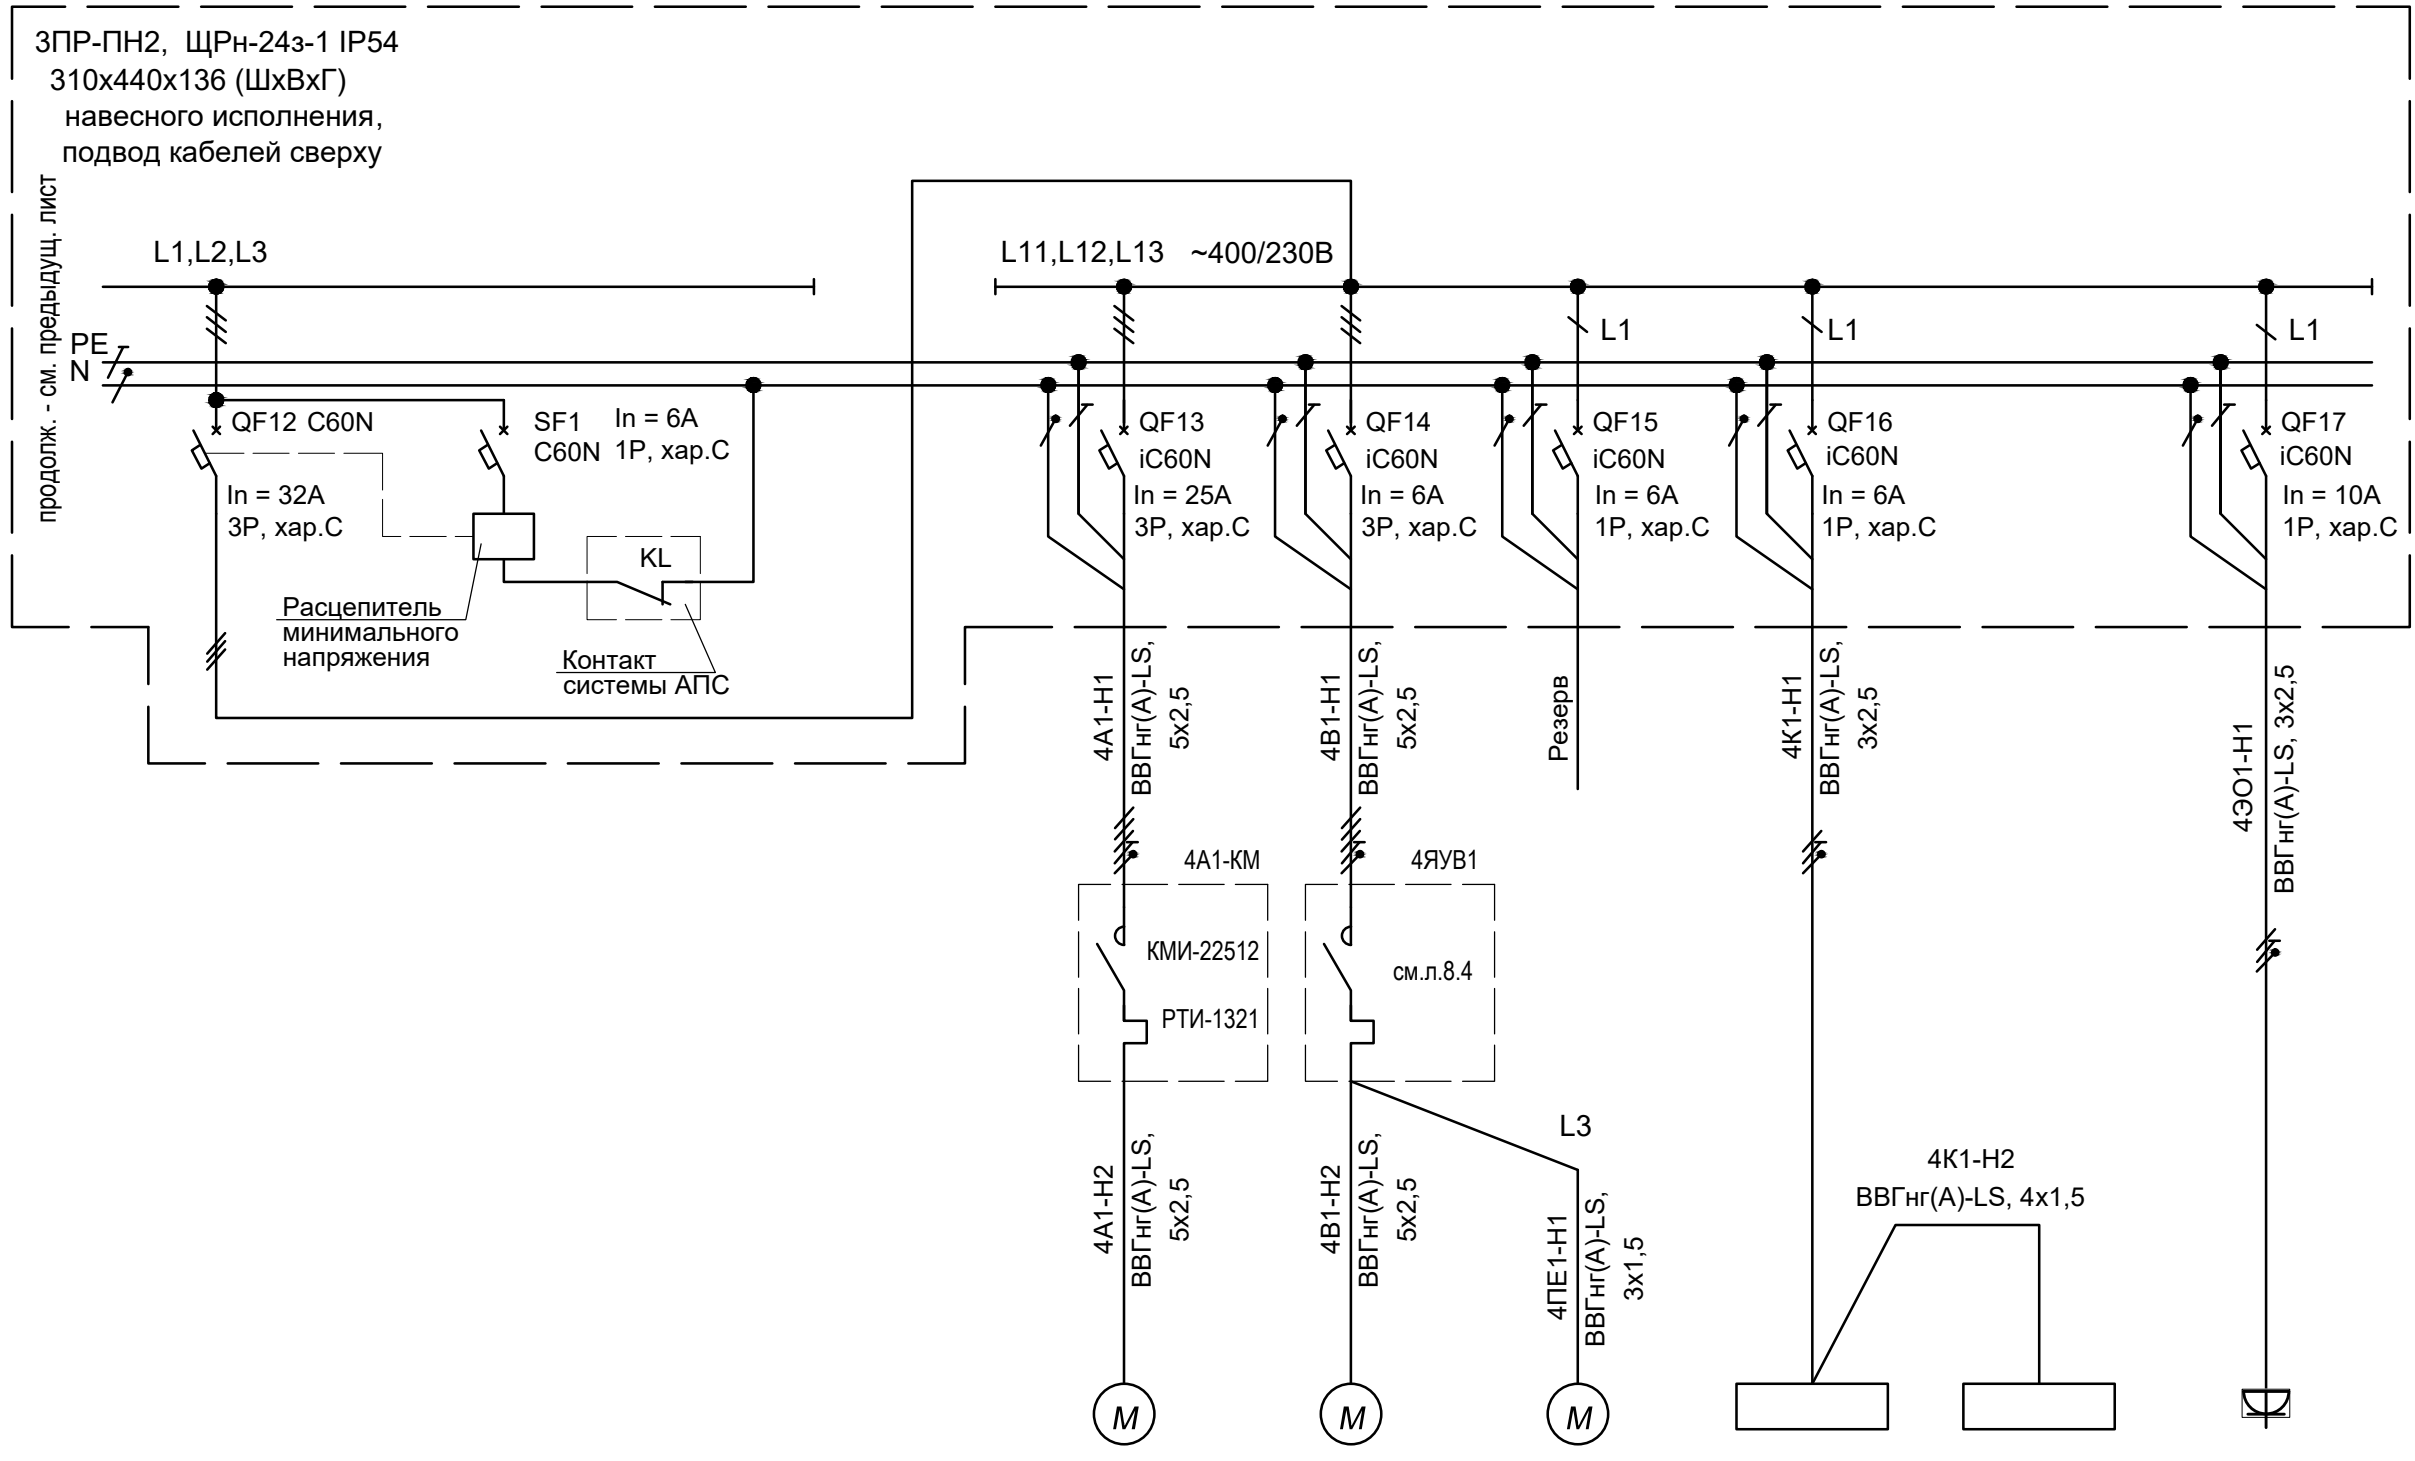 3ПР-ПН2, ЩРн-24з-1 IP54
310х440х136 (ШхВхГ)
навесного исполнения,
подвод кабелей сверху
продолж. - см. предыдущ. лист
L1,L2,L3
L11,L12,L13 ~400/230В
PE
N
L1
L1
L1
QF12 C60N
In = 32A
3P, хар.С
SF1
C60N
In = 6A
1P, хар.С
KL
Расцепитель
минимального
напряжения
Контакт
системы АПС
QF13
iC60N
In = 25A
3P, хар.С
QF14
iC60N
In = 6A
3P, хар.С
QF15
iC60N
In = 6A
1P, хар.С
QF16
iC60N
In = 6A
1P, хар.С
QF17
iC60N
In = 10A
1P, хар.С
4А1-Н1
ВВГнг(А)-LS,
5х2,5
4В1-Н1
ВВГнг(А)-LS,
5х2,5
Резерв
4К1-Н1
ВВГнг(А)-LS,
3х2,5
4ЭО1-Н1
ВВГнг(А)-LS, 3х2,5
4А1-КМ
КМИ-22512
РТИ-1321
4ЯУВ1
см.л.8.4
4А1-Н2
ВВГнг(А)-LS,
5х2,5
4В1-Н2
ВВГнг(А)-LS,
5х2,5
L3
4ПЕ1-Н1
ВВГнг(А)-LS,
3х1,5
4К1-Н2
ВВГнг(А)-LS, 4х1,5
М
М
М